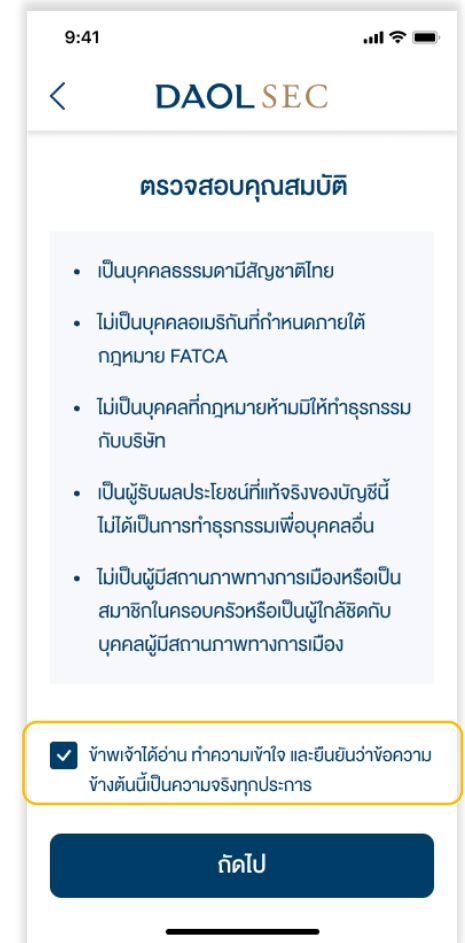 9:41
DAOL SEC
ตรวจสอบคุณสมบัติ
• เป็นบุคคลธรรมดามีสัญชาติไทย
• ไม่เป็นบุคคลอเมริกันที่กำหนดภายใต้
กฎหมาย FATCA
• ไม่เป็นบุคคลที่กฎหมายห้ามมิให้ทำธุรกรรม
กับบริษัท
• เป็นผู้รับผลประโยชน์ที่แท้จริงของบัญชีนี้
ไม่ได้เป็นการทำธุรกรรมเพื่อบุคคลอื่น
• ไม่เป็นผู้มีสถานภาพทางการเมืองหรือเป็น
สมาชิกในครอบครัวหรือเป็นผู้ใกล้ชิดกับ
บุคคลผู้มีสถานภาพทางการเมือง
ข้าพเจ้าได้อ่าน ทำความเข้าใจ และยืนยันว่าข้อความ
ข้างต้นนี้เป็นความจริงทุกประการ
ถัดไป